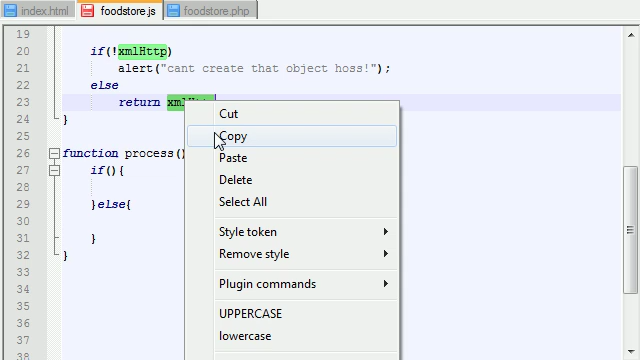 index.html foodstore.js foodstore.php
19
20 if(!xmlHttp)
21 alert("cant create that object hoss!");
22 else
23 return
24 }
25
26 function process()
27 if(){
28
29 }else{
30
31 }
32 }
33
34
35
36
37
38
Cut
Copy
Paste
Delete
Select All
Style token
Remove style
Plugin commands
UPPERCASE
lowercase